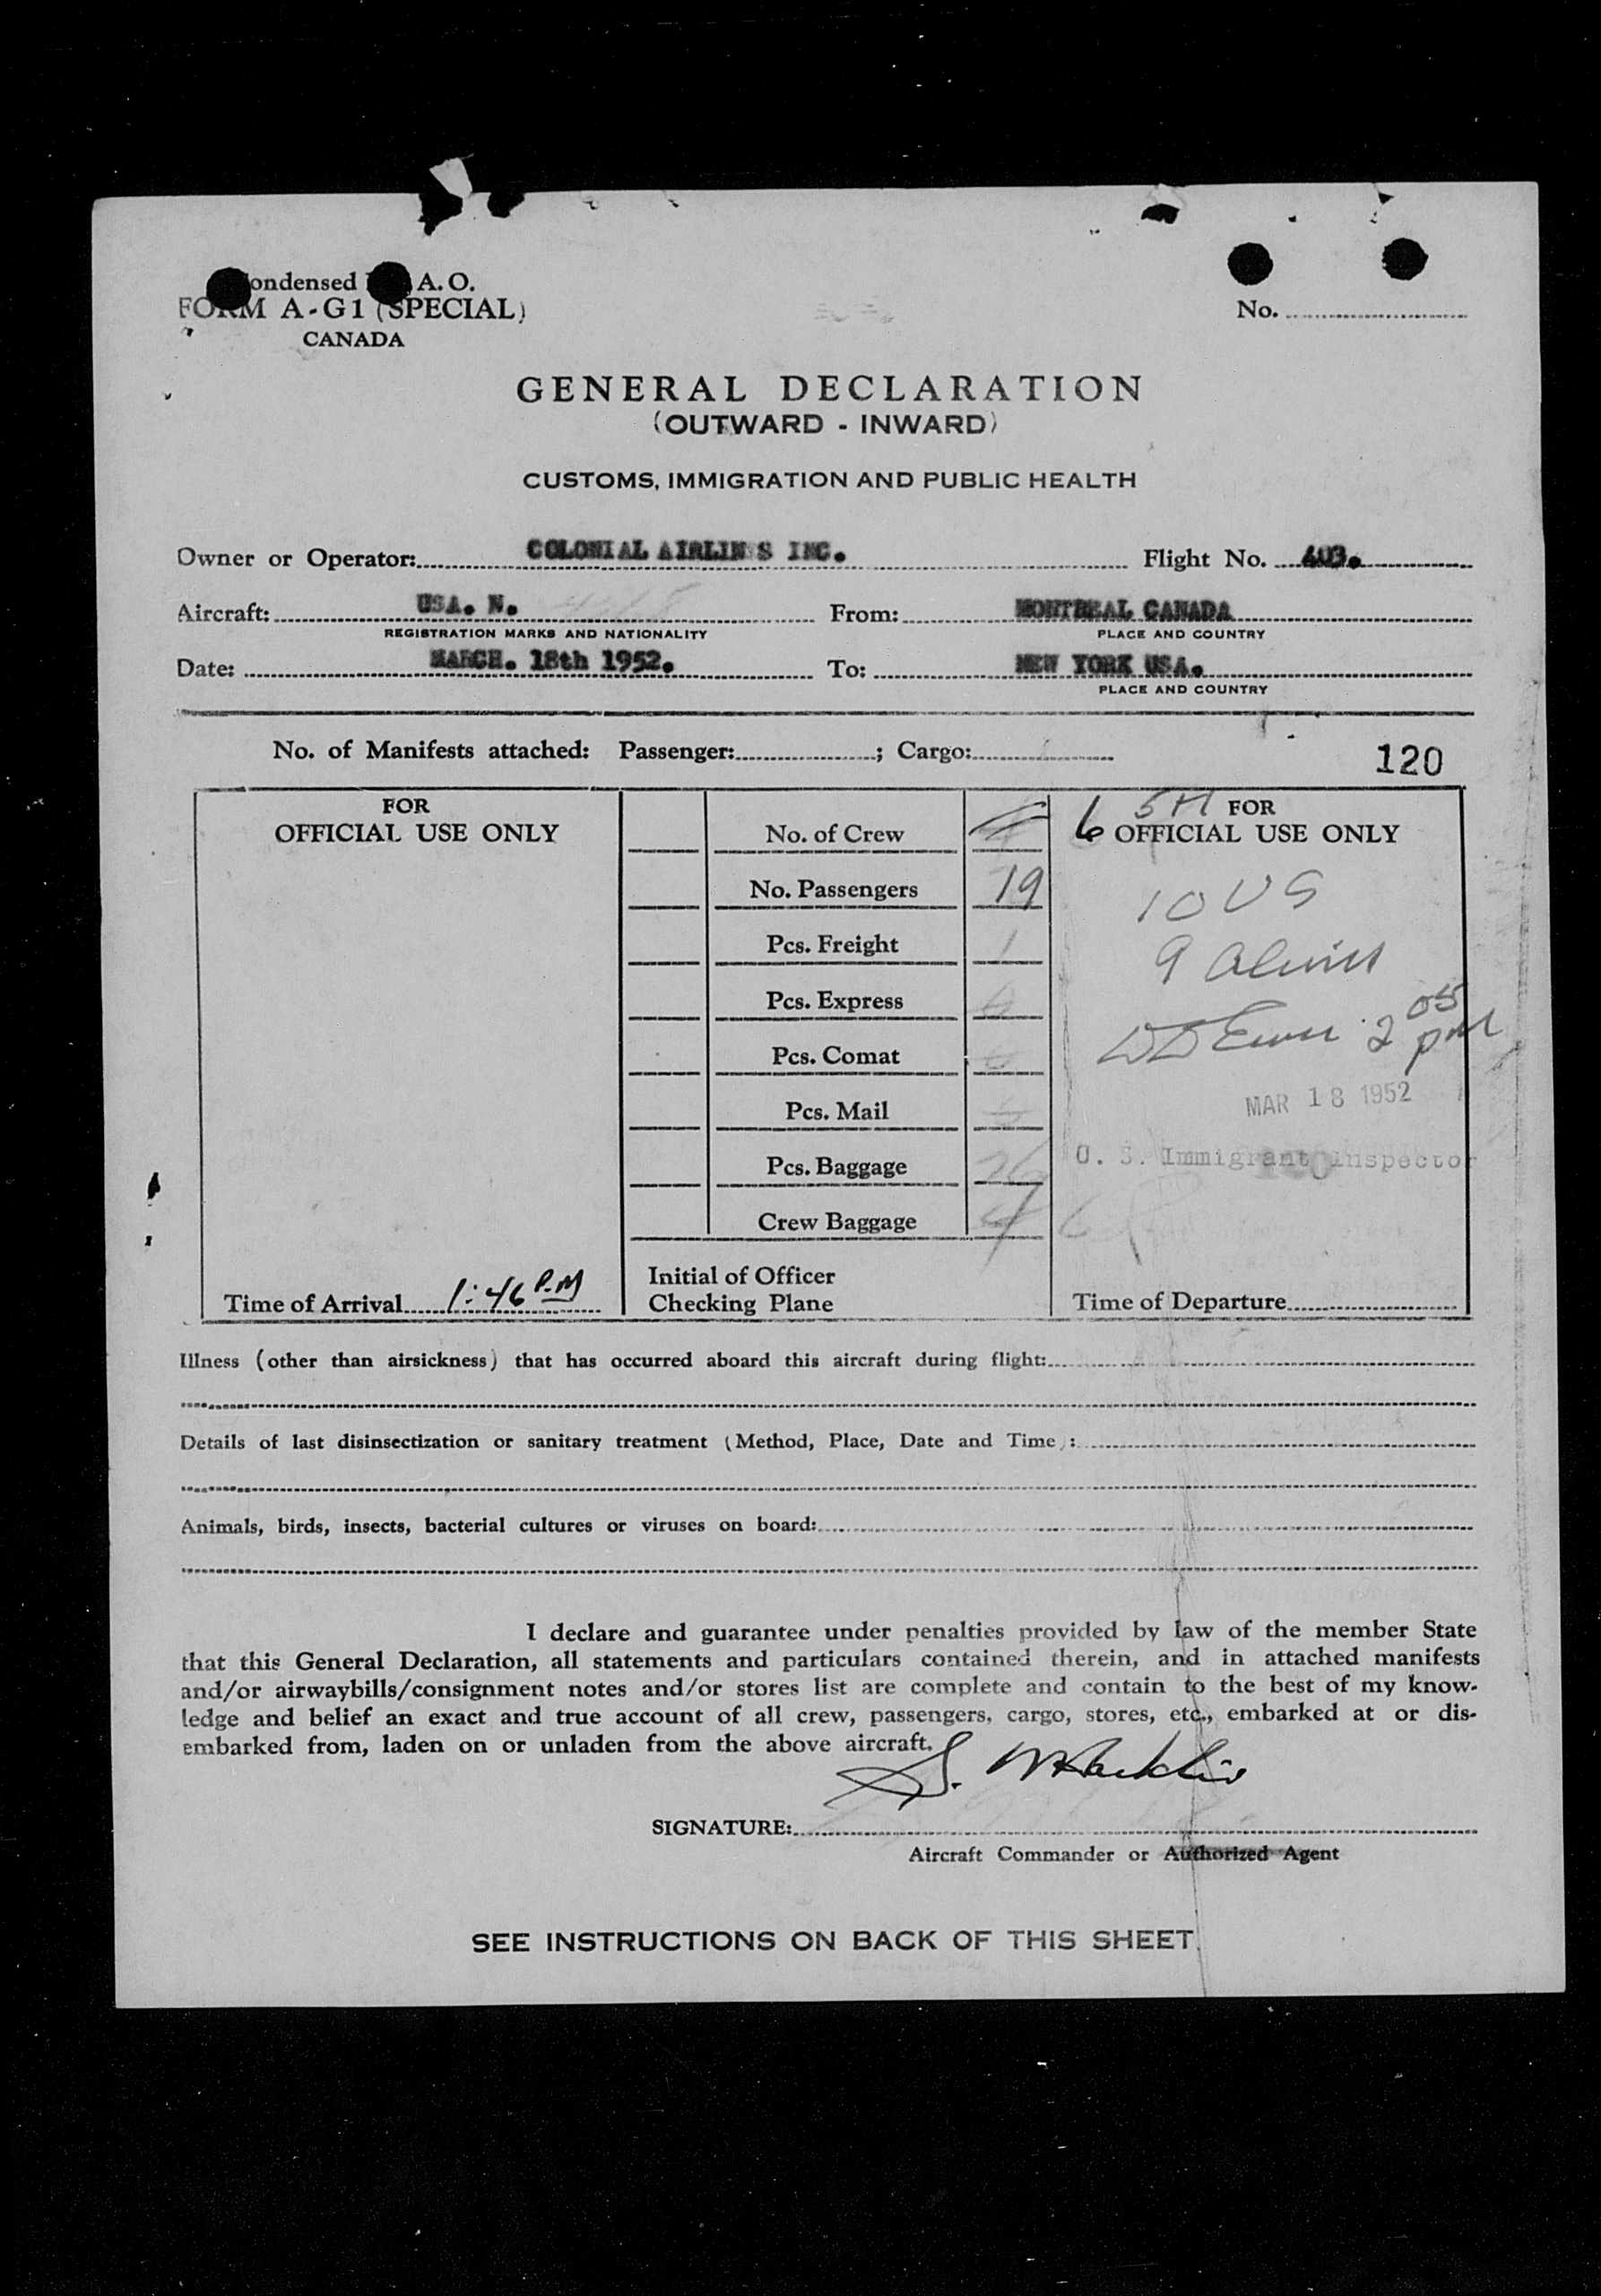 ondensed A. O.
FORM A-G1 (SPECIAL)
CANADA
No.
GENERAL DECLARATION
(OUTWARD - INWARD)
CUSTOMS, IMMIGRATION AND PUBLIC HEALTH
Owner or Operator: COLONIAL AIRLINES INC. Flight No. 403.
Aircraft: USA. N. From: MONTREAL CANADA
REGISTRATION MARKS AND NATIONALITY PLACE AND COUNTRY
Date: MARCH. 18th 1952. To: NEW YORK USA.
PLACE AND COUNTRY
No. of Manifests attached: Passenger: ; Cargo:
120
FOR
OFFICIAL USE ONLY
Time of Arrival 1:46 P.M
No. of Crew
No. Passengers 19
Pcs. Freight 1
Pcs. Express
Pcs. Comat
Pcs. Mail
Pcs. Baggage 26
Crew Baggage
Initial of Officer
Checking Plane
6 FOR
OFFICIAL USE ONLY
10 US
9 Aliens
2 05 pM
MAR 18 1952
U. S. Immigrant Inspector
Time of Departure
Illness (other than airsickness) that has occurred aboard this aircraft during flight:
Details of last disinsectization or sanitary treatment (Method, Place, Date and Time):
Animals, birds, insects, bacterial cultures or viruses on board:
I declare and guarantee under penalties provided by law of the member State
that this General Declaration, all statements and particulars contained therein, and in attached manifests
and/or airwaybills/consignment notes and/or stores list are complete and contain to the best of my know-
ledge and belief an exact and true account of all crew, passengers, cargo, stores, etc., embarked at or dis-
embarked from, laden on or unladen from the above aircraft.
SIGNATURE:
Aircraft Commander or Authorized Agent
SEE INSTRUCTIONS ON BACK OF THIS SHEET